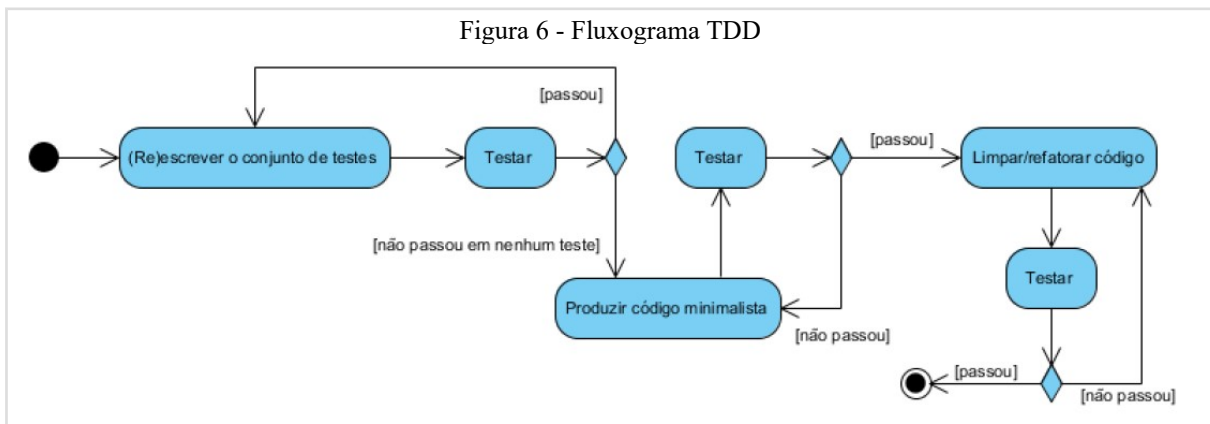 Figura 6 - Fluxograma TDD
[passou]
(Re)escrever o conjunto de testes
Testar
[não passou em nenhum teste]
Produzir código minimalista
Testar
[passou]
[não passou]
Limpar/refatorar código
Testar
[passou]
[não passou]